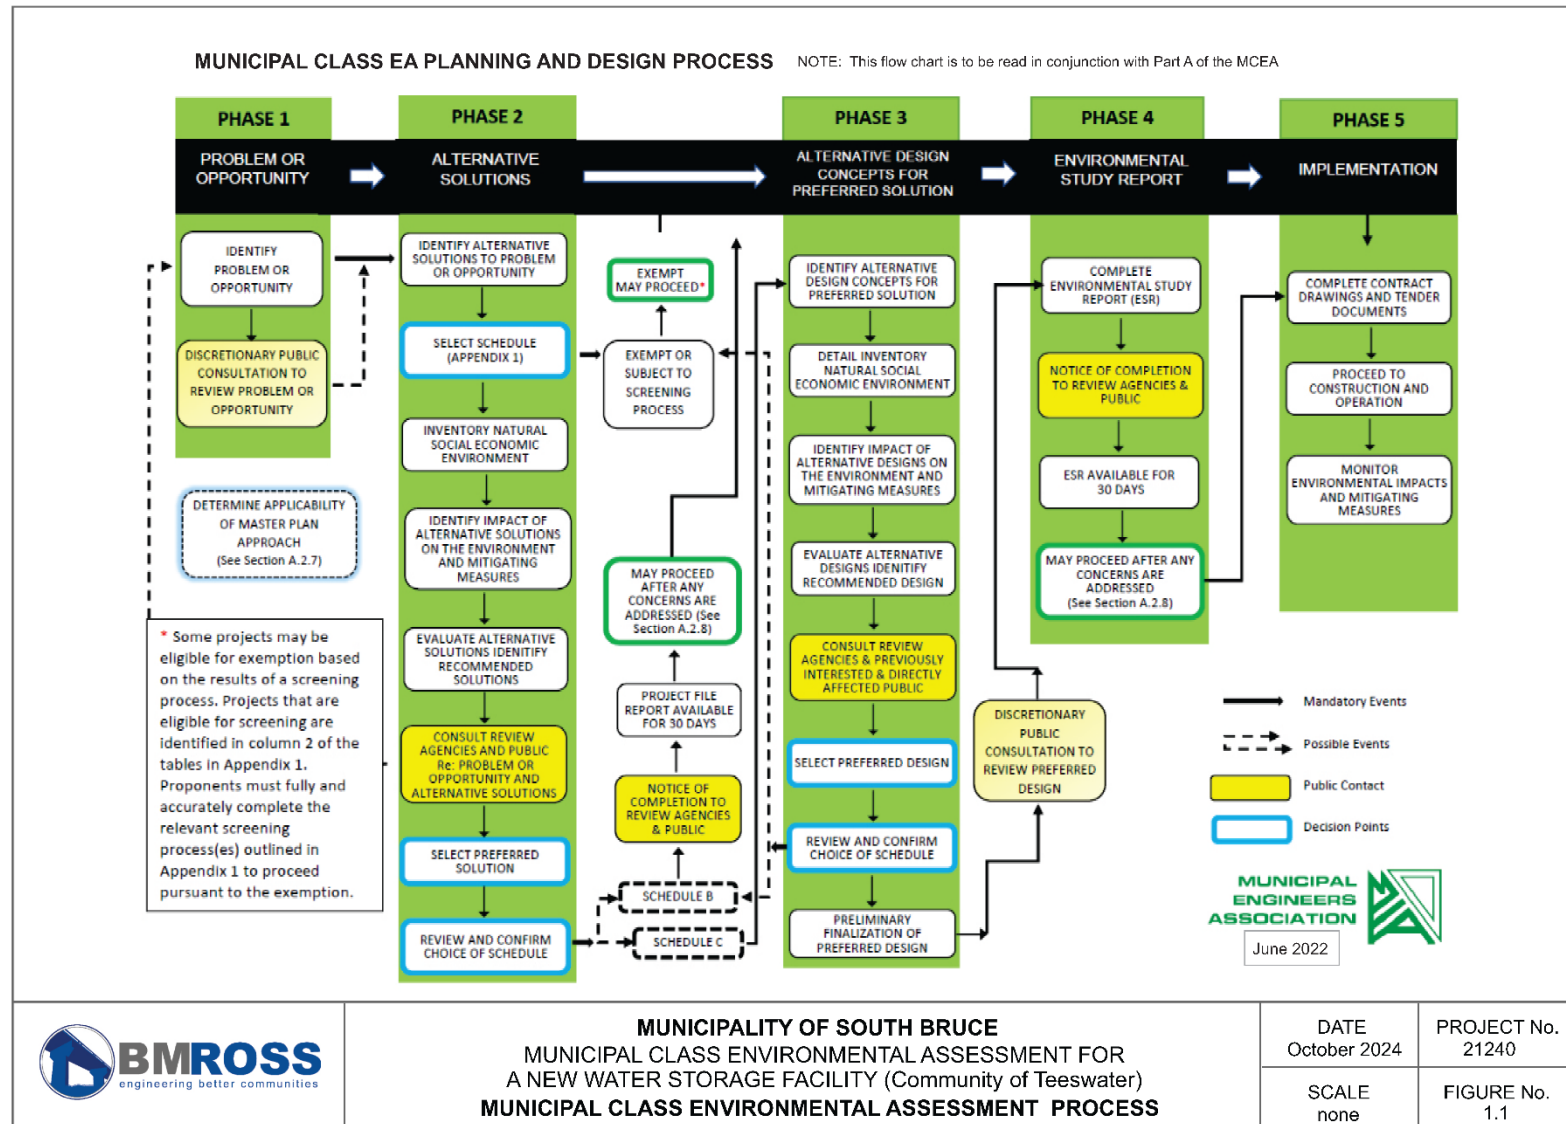 MUNICIPAL CLASS EA PLANNING AND DESIGN PROCESS
NOTE: This flow chart is to be read in conjunction with Part A of the MCEA
PHASE 1
PROBLEM OR
OPPORTUNITY
IDENTIFY
PROBLEM OR
OPPORTUNITY
DISCRETIONARY PUBLIC
CONSULTATION TO
REVIEW PROBLEM OR
OPPORTUNITY
DETERMINE APPLICABILITY
OF MASTER PLAN
APPROACH
(See Section A.2.7)
* Some projects may be
eligible for exemption based
on the results of a screening
process. Projects that are
eligible for screening are
identified in column 2 of the
tables in Appendix 1.
Proponents must fully and
accurately complete the
relevant screening
process(es) outlined in
Appendix 1 to proceed
pursuant to the exemption.
PHASE 2
ALTERNATIVE
SOLUTIONS
IDENTIFY ALTERNATIVE
SOLUTIONS TO PROBLEM
OR OPPORTUNITY
SELECT SCHEDULE
(APPENDIX 1)
INVENTORY NATURAL
SOCIAL ECONOMIC
ENVIRONMENT
IDENTIFY IMPACT OF
ALTERNATIVE SOLUTIONS
ON THE ENVIRONMENT
AND MITIGATING
MEASURES
EVALUATE ALTERNATIVE
SOLUTIONS IDENTIFY
RECOMMENDED
SOLUTIONS
CONSULT REVIEW
AGENCIES AND PUBLIC
Re: PROBLEM OR
OPPORTUNITY AND
ALTERNATIVE SOLUTIONS
SELECT PREFERRED
SOLUTION
REVIEW AND CONFIRM
CHOICE OF SCHEDULE
EXEMPT
MAY PROCEED*
EXEMPT OR
SUBJECT TO
SCREENING
PROCESS
MAY PROCEED
AFTER ANY
CONCERNS ARE
ADDRESSED (See
Section A.2.8)
PROJECT FILE
REPORT AVAILABLE
FOR 30 DAYS
NOTICE OF
COMPLETION TO
REVIEW AGENCIES
& PUBLIC
SCHEDULE B
SCHEDULE C
PHASE 3
ALTERNATIVE DESIGN
CONCEPTS FOR
PREFERRED SOLUTION
IDENTIFY ALTERNATIVE
DESIGN CONCEPTS FOR
PREFERRED SOLUTION
DETAIL INVENTORY
NATURAL SOCIAL
ECONOMIC ENVIRONMENT
IDENTIFY IMPACT OF
ALTERNATIVE DESIGNS ON
THE ENVIRONMENT AND
MITIGATING MEASURES
EVALUATE ALTERNATIVE
DESIGNS IDENTIFY
RECOMMENDED DESIGN
CONSULT REVIEW
AGENCIES & PREVIOUSLY
INTERESTED & DIRECTLY
AFFECTED PUBLIC
SELECT PREFERRED DESIGN
REVIEW AND CONFIRM
CHOICE OF SCHEDULE
PRELIMINARY
FINALIZATION OF
PREFERRED DESIGN
DISCRETIONARY
PUBLIC
CONSULTATION TO
REVIEW PREFERRED
DESIGN
PHASE 4
ENVIRONMENTAL
STUDY REPORT
COMPLETE
ENVIRONMENTAL STUDY
REPORT (ESR)
NOTICE OF COMPLETION
TO REVIEW AGENCIES &
PUBLIC
ESR AVAILABLE FOR
30 DAYS
MAY PROCEED AFTER ANY
CONCERNS ARE
ADDRESSED
(See Section A.2.8)
PHASE 5
IMPLEMENTATION
COMPLETE CONTRACT
DRAWINGS AND TENDER
DOCUMENTS
PROCEED TO
CONSTRUCTION AND
OPERATION
MONITOR
ENVIRONMENTAL IMPACTS
AND MITIGATING
MEASURES
Mandatory Events
Possible Events
Public Contact
Decision Points
MUNICIPAL
ENGINEERS
ASSOCIATION
June 2022
BMROSS
engineering better communities
MUNICIPALITY OF SOUTH BRUCE
MUNICIPAL CLASS ENVIRONMENTAL ASSESSMENT FOR
A NEW WATER STORAGE FACILITY (Community of Teeswater)
MUNICIPAL CLASS ENVIRONMENTAL ASSESSMENT PROCESS
DATE
October 2024
PROJECT No.
21240
SCALE
none
FIGURE No.
1.1